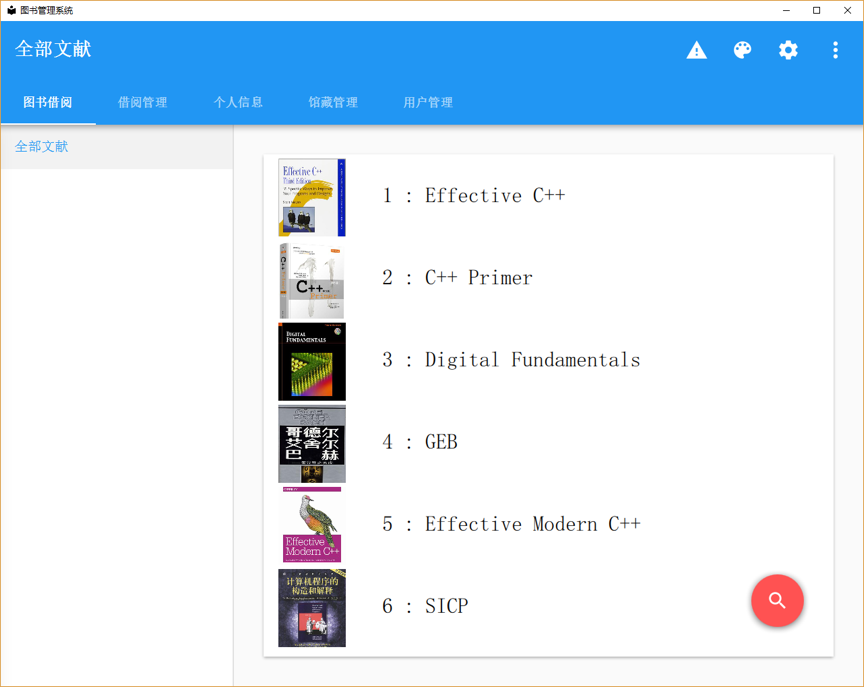 图书管理系统
全部文献
图书借阅
借阅管理
个人信息
馆藏管理
用户管理
全部文献
Effective C++
Third Edition
1 : Effective C++
C++
Primer
2 : C++ Primer
DIGITAL
FUNDAMENTALS
3 : Digital Fundamentals
哥德尔
艾舍尔
巴赫
4 : GEB
Effective
Modern C++
5 : Effective Modern C++
计算机程序的
构造和解释
6 : SICP